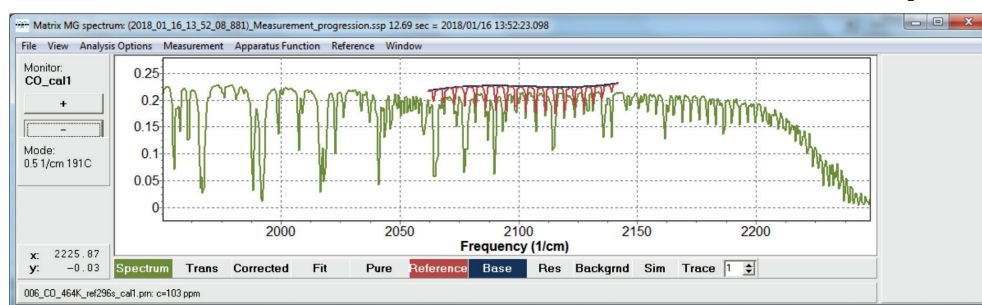 Matrix MG spectrum: (2018_01_16_13_52_08_881)_Measurement_progression.ssp 12.69 sec = 2018/01/16 13:52:23.098
File View Analysis Options Measurement Apparatus Function Reference Window
Monitor:
CO_cal1
+
-
Mode:
0.5 1/cm 191C
0.25
0.2
0.15
0.1
0.05
0
2000 2050 2100 2150 2200
Frequency (1/cm)
x: 2225.87
y: -0.03
Spectrum Trans Corrected Fit Pure Reference Base Res Backgrnd Sim Trace 1
006_CO_464K_ref296s_cal1.prn: c=103 ppm